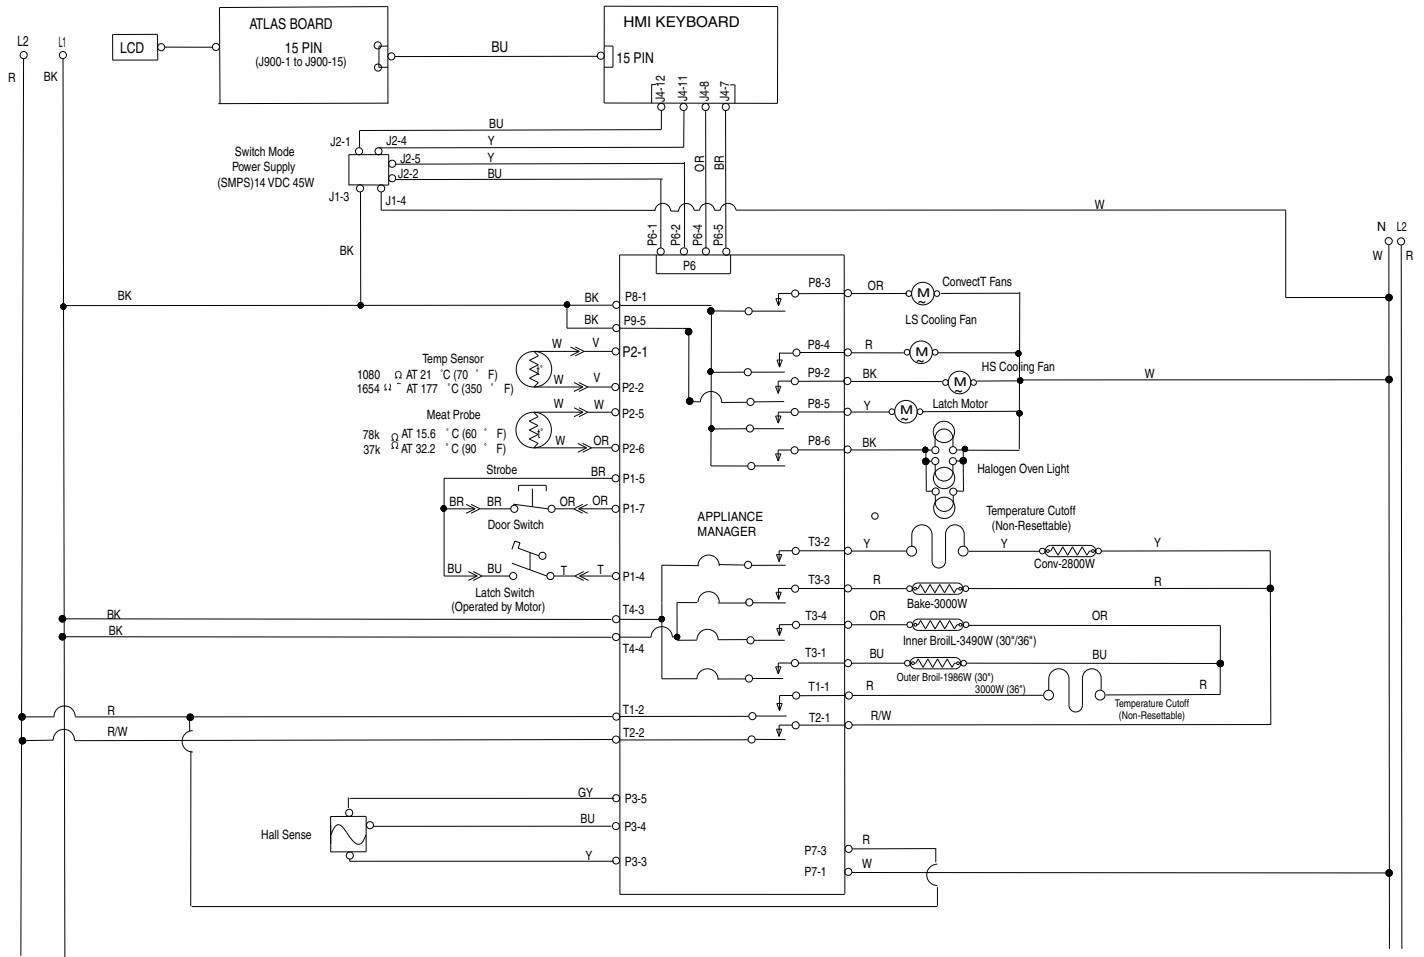 L2
L1
R
BK
LCD
ATLAS BOARD
15 PIN
(J900-1 to J900-15)
BU
HMI KEYBOARD
15 PIN
J4-12
J4-11
J4-8
J4-7
BU
Y
J2-1
J2-4
J2-5
Y
J2-2
BU
OR
BR
Switch Mode
Power Supply
(SMPS)14 VDC 45W
J1-3
J1-4
W
BK
P6-1
P6-2
P6-4
P6-5
P6
N
L2
W
R
BK
BK
P8-1
BK
P9-5
P8-3
OR
M
~
ConvectT Fans
LS Cooling Fan
P8-4
R
M
~
HS Cooling Fan
P9-2
BK
M
~
W
P8-5
Y
M
~
Latch Motor
P8-6
BK
Halogen Oven Light
Temp Sensor
1080 Ω AT 21 °C (70 ° F)
1654 Ω ~ AT 177 °C (350 ° F)
W
V
P2-1
t°
W
V
P2-2
Meat Probe
78k Ω AT 15.6 °C (60 ° F)
37k Ω AT 32.2 °C (90 ° F)
W
W
P2-5
t°
W
OR
P2-6
Strobe
BR
P1-5
BR
BR
OR
OR
P1-7
Door Switch
BU
BU
T
T
P1-4
Latch Switch
(Operated by Motor)
APPLIANCE
MANAGER
Temperature Cutoff
(Non-Resettable)
T3-2
Y
Y
Y
Conv-2800W
T3-3
R
R
Bake-3000W
BK
T4-3
T3-4
OR
OR
Inner BroilL-3490W (30"/36")
BK
T4-4
T3-1
BU
BU
Outer Broil-1986W (30")
3000W (36")
T1-1
R
R
Temperature Cutoff
(Non-Resettable)
R
T1-2
T2-1
R/W
R/W
T2-2
GY
P3-5
BU
P3-4
Hall Sense
Y
P3-3
P7-3
R
P7-1
W